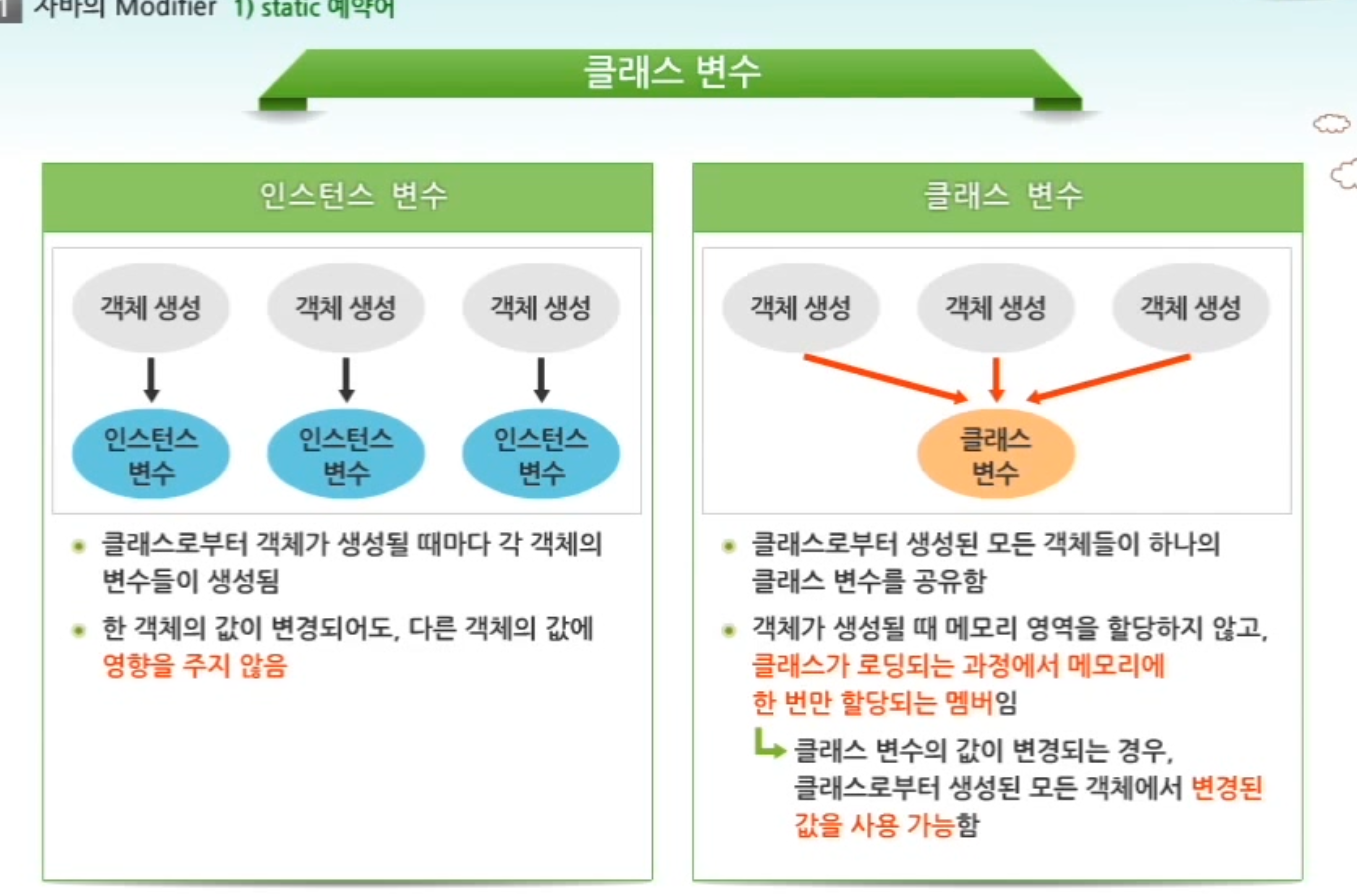 1 자바의 Modifier 1) static 예약어
클래스 변수
인스턴스 변수
객체 생성 객체 생성 객체 생성
인스턴스 인스턴스 인스턴스
변수 변수 변수
클래스로부터 객체가 생성될 때마다 각 객체의
변수들이 생성됨
한 객체의 값이 변경되어도, 다른 객체의 값에
영향을 주지 않음
클래스 변수
객체 생성 객체 생성 객체 생성
클래스
변수
클래스로부터 생성된 모든 객체들이 하나의
클래스 변수를 공유함
객체가 생성될 때 메모리 영역을 할당하지 않고,
클래스가 로딩되는 과정에서 메모리에
한 번만 할당되는 멤버임
클래스 변수의 값이 변경되는 경우,
클래스로부터 생성된 모든 객체에서 변경된
값을 사용 가능함